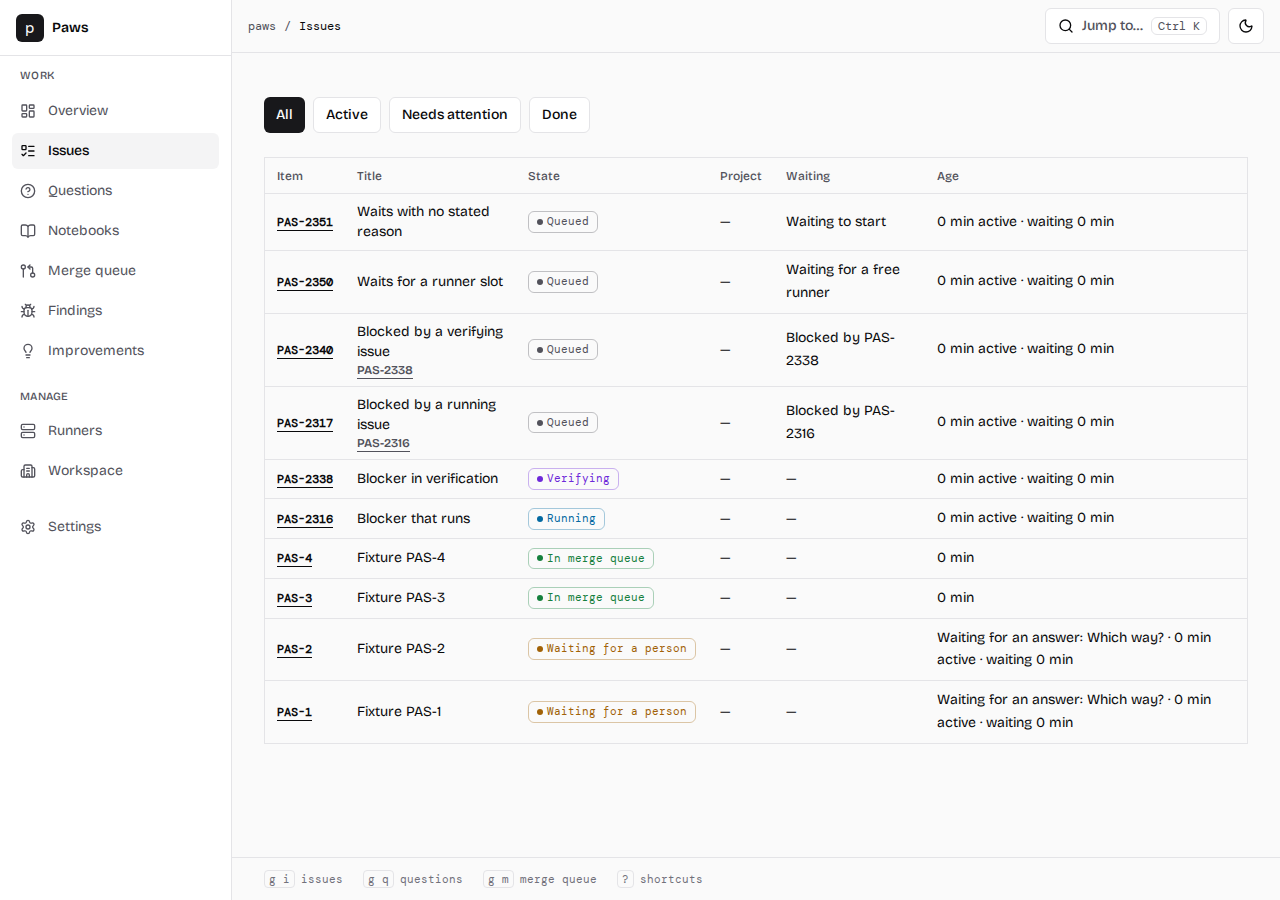 p Paws
paws / Issues
Jump to... Ctrl K
WORK
Overview
Issues
Questions
Notebooks
Merge queue
Findings
Improvements
MANAGE
Runners
Workspace
Settings
All Active Needs attention Done
Item Title State Project Waiting Age
PAS-2351 Waits with no stated reason Queued — Waiting to start 0 min active · waiting 0 min
PAS-2350 Waits for a runner slot Queued — Waiting for a free runner 0 min active · waiting 0 min
PAS-2340 Blocked by a verifying issue PAS-2338 Queued — Blocked by PAS-2338 0 min active · waiting 0 min
PAS-2317 Blocked by a running issue PAS-2316 Queued — Blocked by PAS-2316 0 min active · waiting 0 min
PAS-2338 Blocker in verification Verifying — — 0 min active · waiting 0 min
PAS-2316 Blocker that runs Running — — 0 min active · waiting 0 min
PAS-4 Fixture PAS-4 In merge queue — — 0 min
PAS-3 Fixture PAS-3 In merge queue — — 0 min
PAS-2 Fixture PAS-2 Waiting for a person — — Waiting for an answer: Which way? · 0 min active · waiting 0 min
PAS-1 Fixture PAS-1 Waiting for a person — — Waiting for an answer: Which way? · 0 min active · waiting 0 min
g i issues g q questions g m merge queue ? shortcuts